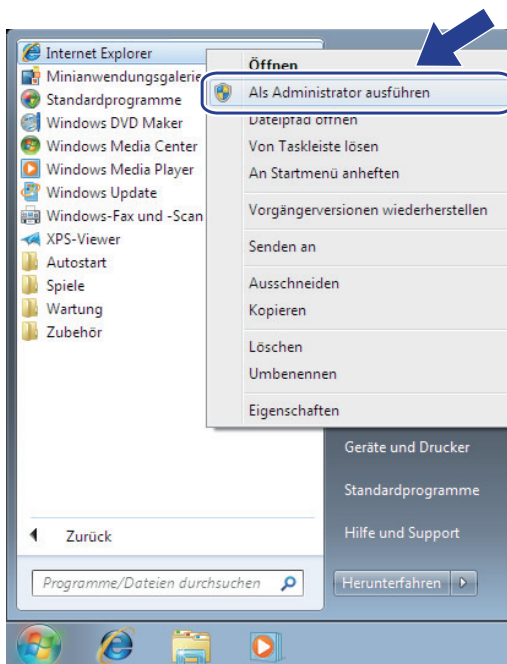 Internet Explorer
Minianwendungsgalerie
Standardprogramme
Windows DVD Maker
Windows Media Center
Windows Media Player
Windows Update
Windows-Fax und -Scan
XPS-Viewer
Autostart
Spiele
Wartung
Zubehör
Zurück
Programme/Dateien durchsuchen
Öffnen
Als Administrator ausführen
Dateipfad öffnen
Von Taskleiste lösen
An Startmenü anheften
Vorgängerversionen wiederherstellen
Senden an
Ausschneiden
Kopieren
Löschen
Umbenennen
Eigenschaften
Geräte und Drucker
Standardprogramme
Hilfe und Support
Herunterfahren